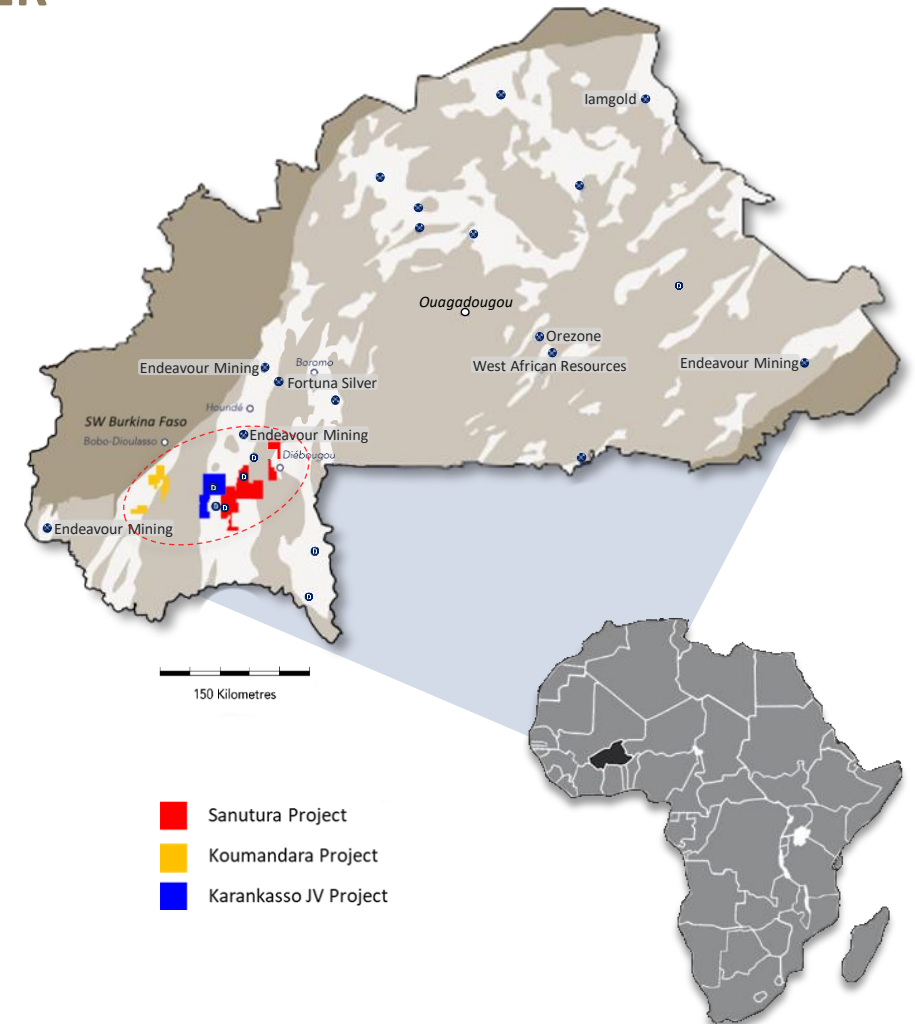 Iamgold
Ouagadougou
Orezone
West African Resources
Endeavour Mining
Endeavour Mining
Boromo
Fortuna Silver
Houndé
SW Burkina Faso
Bobo-Dioulasso
Endeavour Mining
Diébougou
Endeavour Mining
D
D
D
D
D
D
D
D
150 Kilometres
Sanutura Project
Koumandara Project
Karankasso JV Project